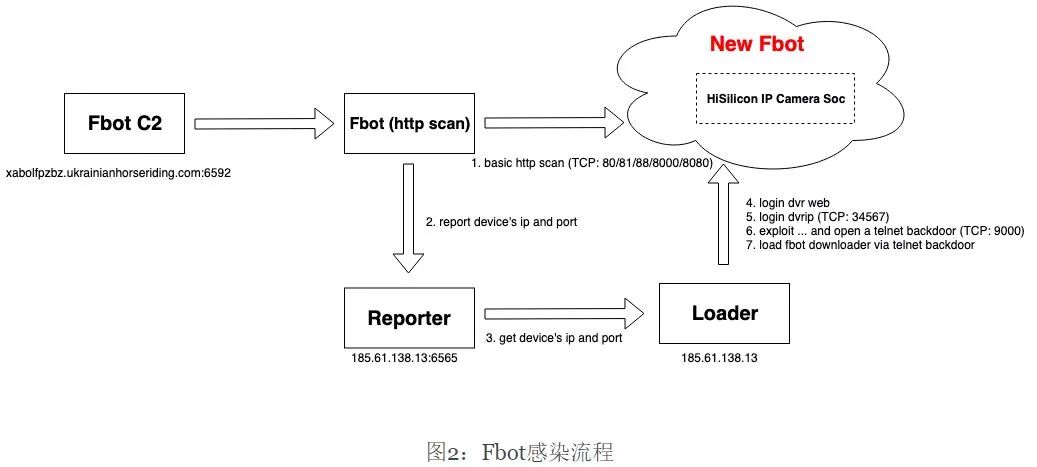 New Fbot
HiSilicon IP Camera Soc
Fbot C2
xabolfpzbz.ukrainianhorseriding.com:6592
Fbot (http scan)
1. basic http scan (TCP: 80/81/88/8000/8080)
2. report device's ip and port
4. login dvr web
5. login dvrip (TCP: 34567)
6. exploit ... and open a telnet backdoor (TCP: 9000)
7. load fbot downloader via telnet backdoor
Reporter
185.61.138.13:6565
3. get device's ip and port
Loader
185.61.138.13
图2：Fbot感染流程